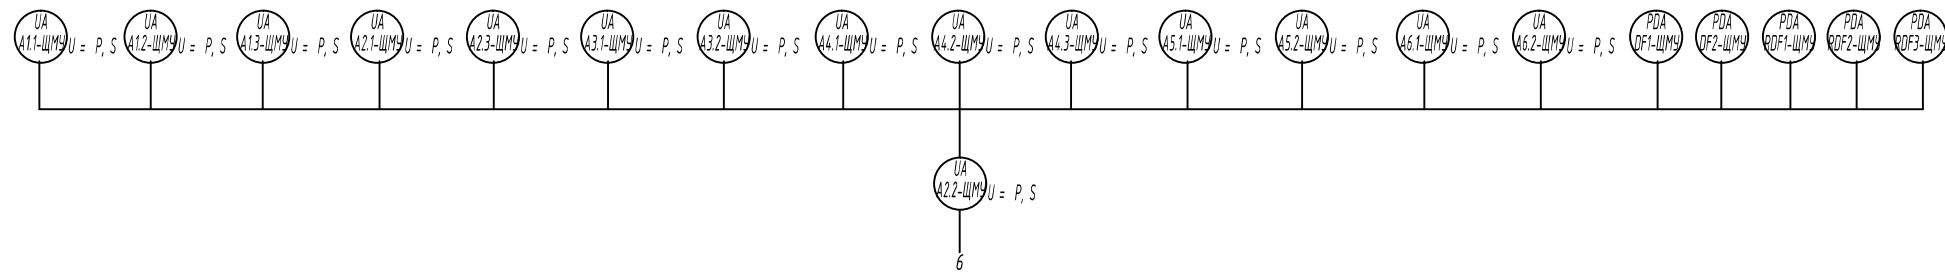 UA UA UA UA UA UA UA UA UA UA UA UA UA UA PDA PDA PDA PDA PDA
A1.1-ЩМУ U = P, S A1.2-ЩМУ U = P, S A1.3-ЩМУ U = P, S A2.1-ЩМУ U = P, S A2.3-ЩМУ U = P, S A3.1-ЩМУ U = P, S A3.2-ЩМУ U = P, S A4.1-ЩМУ U = P, S A4.2-ЩМУ U = P, S A4.3-ЩМУ U = P, S A5.1-ЩМУ U = P, S A5.2-ЩМУ U = P, S A6.1-ЩМУ U = P, S A6.2-ЩМУ U = P, S DF1-ЩМУ DF2-ЩМУ RDF1-ЩМУ RDF2-ЩМУ RDF3-ЩМУ
UA
A2.2-ЩМУ U = P, S
6